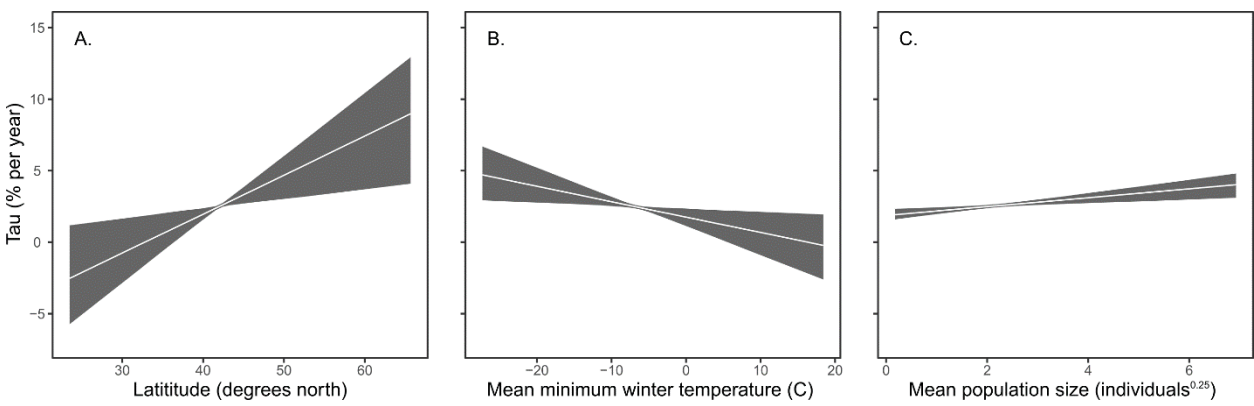 A.
B.
C.
15
10
5
0
−5
Tau (% per year)
30 40 50 60
−20 −10 0 10 20
0 2 4 6
Latititude (degrees north)
Mean minimum winter temperature (C)
Mean population size (individuals^0.25)